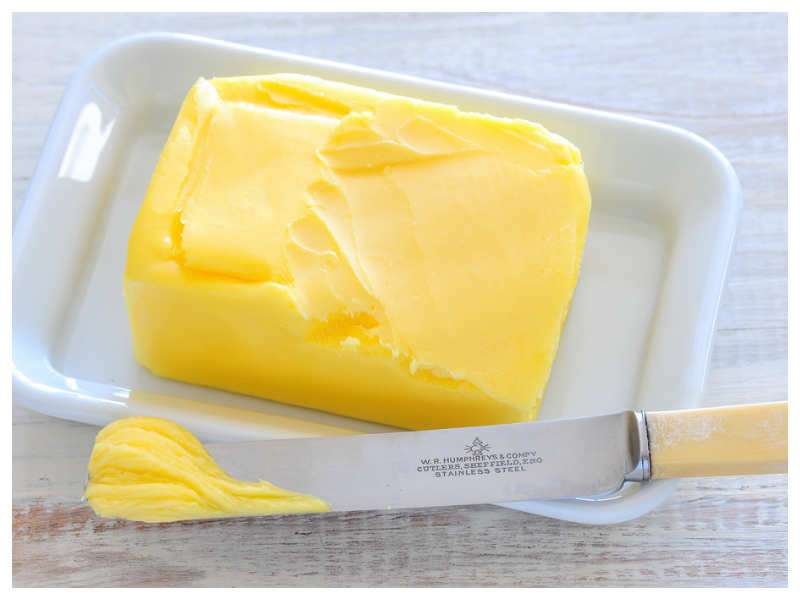 W. R. HUMPHREYS & COMPY
CUTLERS, SHEFFIELD, ENG
STAINLESS STEEL